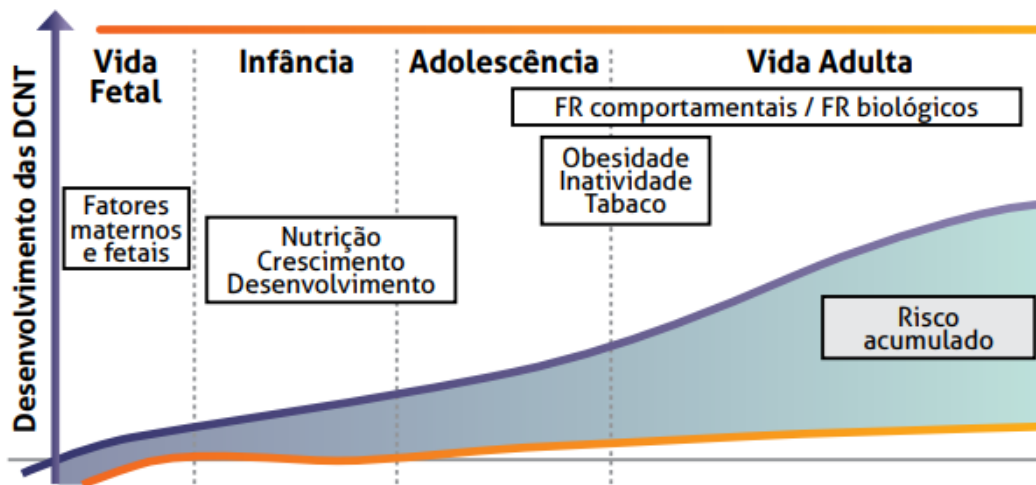 Desenvolvimento das DCNT
Vida
Fetal
Infância
Adolescência
Vida Adulta
FR comportamentais / FR biológicos
Obesidade
Inatividade
Tabaco
Fatores
maternos
e fetais
Nutrição
Crescimento
Desenvolvimento
Risco
acumulado